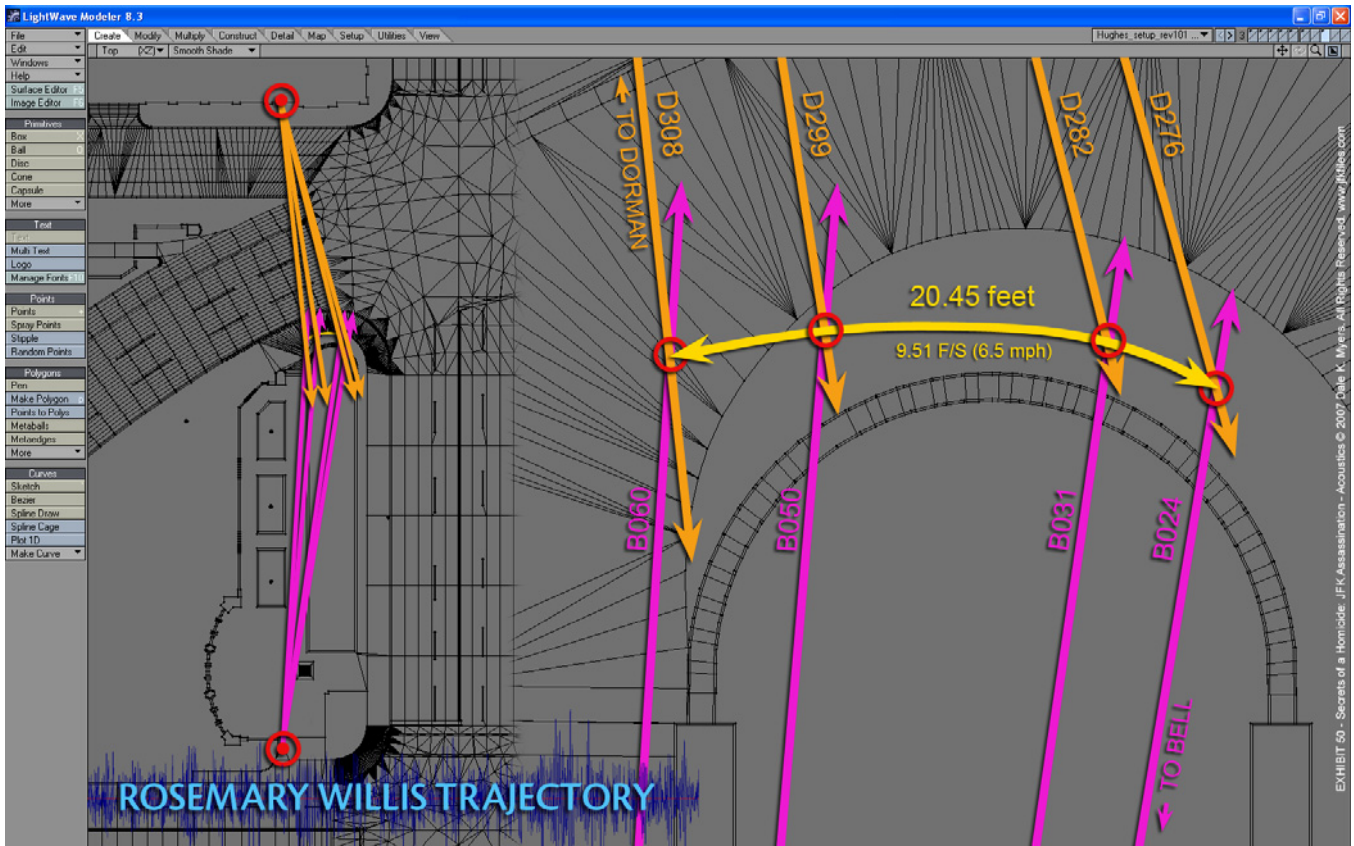 LightWave Modeler 8.3
File
Edit
Windows
Help
Surface Editor
Image Editor
Primitives
Box
Ball
Disc
Cone
Capsule
More
Text
Text
Multi Text
Logo
Manage Fonts F10
Points
Points +
Spray Points
Stipple
Random Points
Polygons
Pen
Make Polygon p
Points to Polys
Metaballs
Metaedges
More
Curves
Sketch
Bezier
Spline Draw
Spline Cage
Plot 1D
Make Curve
Create Modify Multiply Construct Detail Map Setup Utilities View
Hughes_setup_rev101 ...
3
Top (XZ) Smooth Shade
TO DORMAN
D308
D299
D282
D276
20.45 feet
9.51 F/S (6.5 mph)
B060
B050
B031
B024
TO BELL
ROSEMARY WILLIS TRAJECTORY
EXHIBIT 50 - Secrets of a Homicide: JFK Assassination - Acoustics © 2007 Dale K. Myers. All Rights Reserved. www.jfkfiles.com